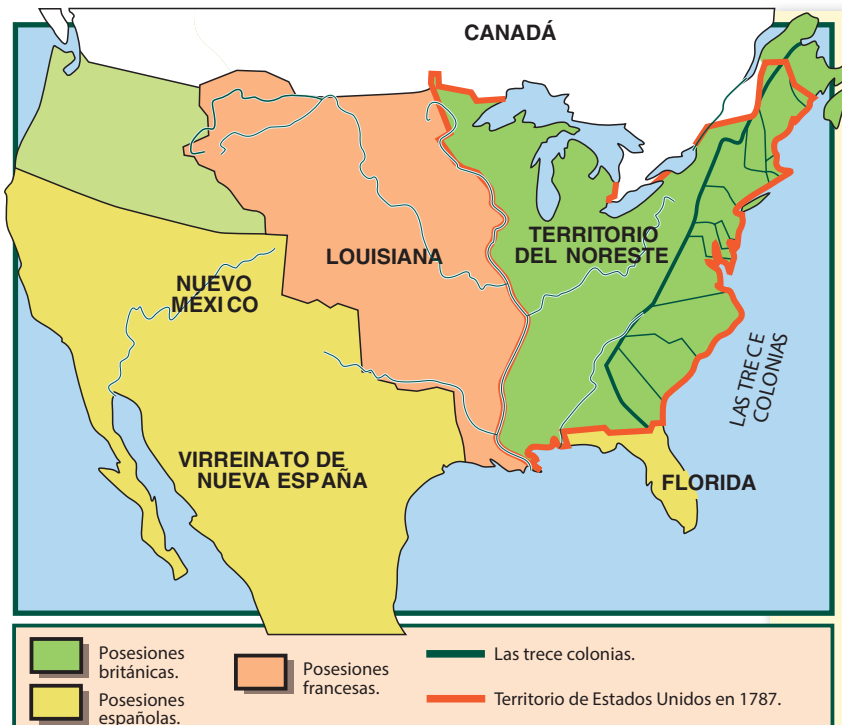 CANADÁ
LOUISIANA
TERRITORIO
DEL NORESTE
NUEVO
MÉXICO
LAS TRECE
COLONIAS
VIRREINATO DE
NUEVA ESPAÑA
FLORIDA
Posesiones
británicas.
Posesiones
españolas.
Posesiones
francesas.
Las trece colonias.
Territorio de Estados Unidos en 1787.